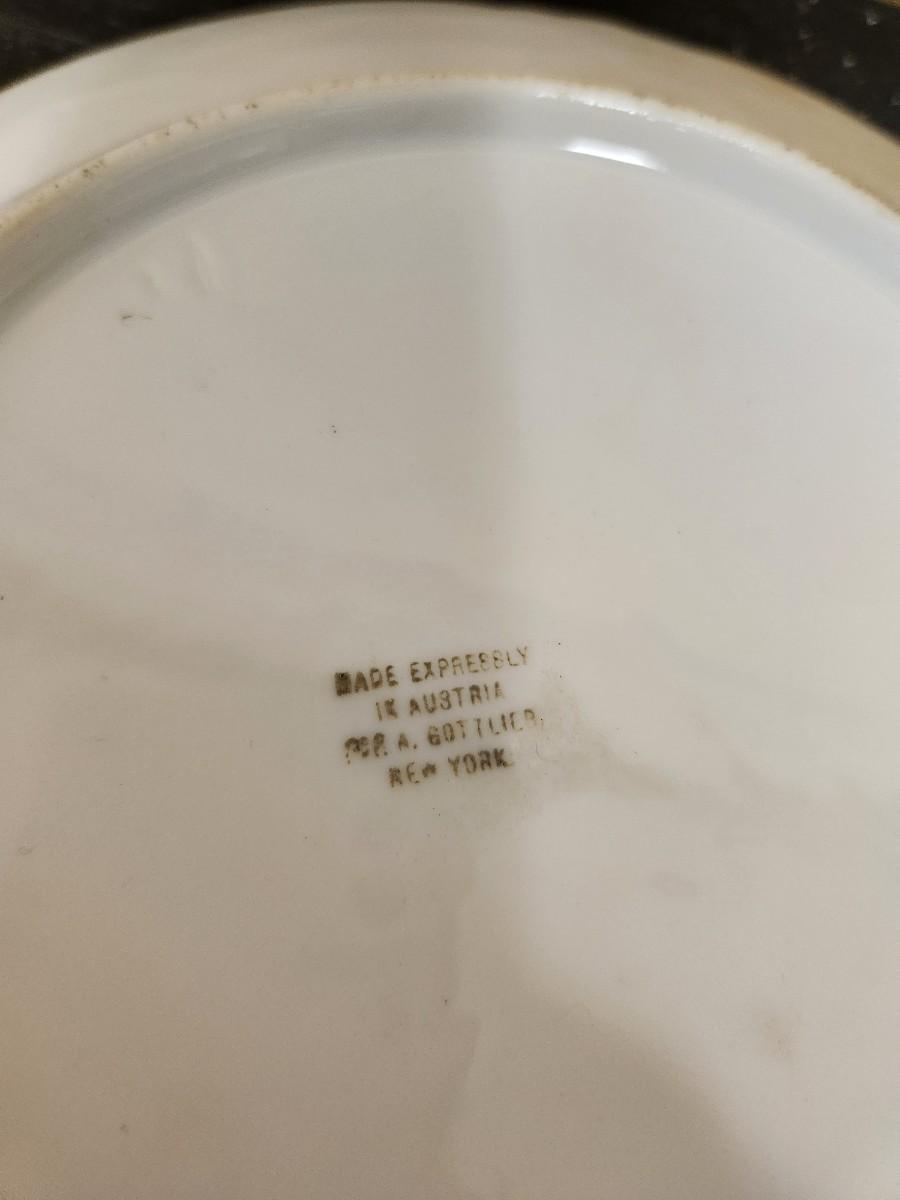 MADE EXPRESSLY
IN AUSTRIA
FOR A. GOTTLIEB,
NEW YORK.